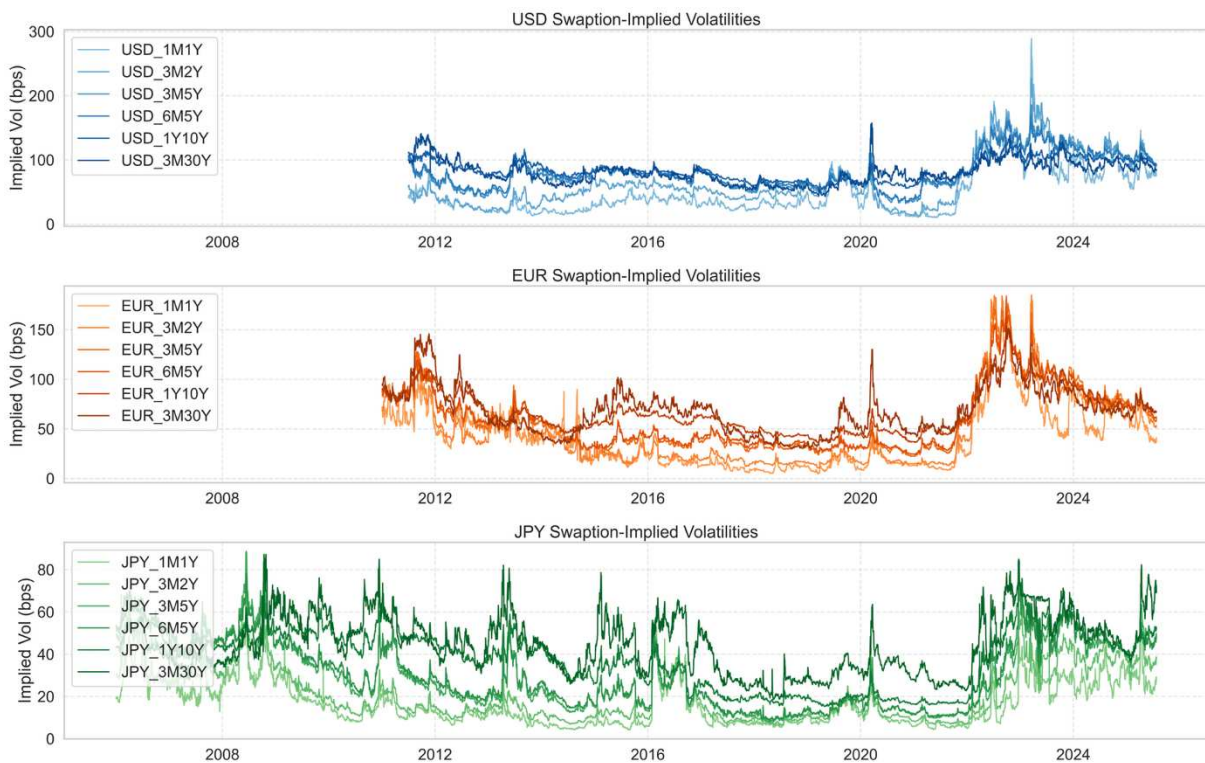 USD Swaption-Implied Volatilities
Implied Vol (bps)
300
200
100
0
USD_1M1Y
USD_3M2Y
USD_3M5Y
USD_6M5Y
USD_1Y10Y
USD_3M30Y
2008 2012 2016 2020 2024
EUR Swaption-Implied Volatilities
Implied Vol (bps)
150
100
50
0
EUR_1M1Y
EUR_3M2Y
EUR_3M5Y
EUR_6M5Y
EUR_1Y10Y
EUR_3M30Y
2008 2012 2016 2020 2024
JPY Swaption-Implied Volatilities
Implied Vol (bps)
80
60
40
20
0
JPY_1M1Y
JPY_3M2Y
JPY_3M5Y
JPY_6M5Y
JPY_1Y10Y
JPY_3M30Y
2008 2012 2016 2020 2024